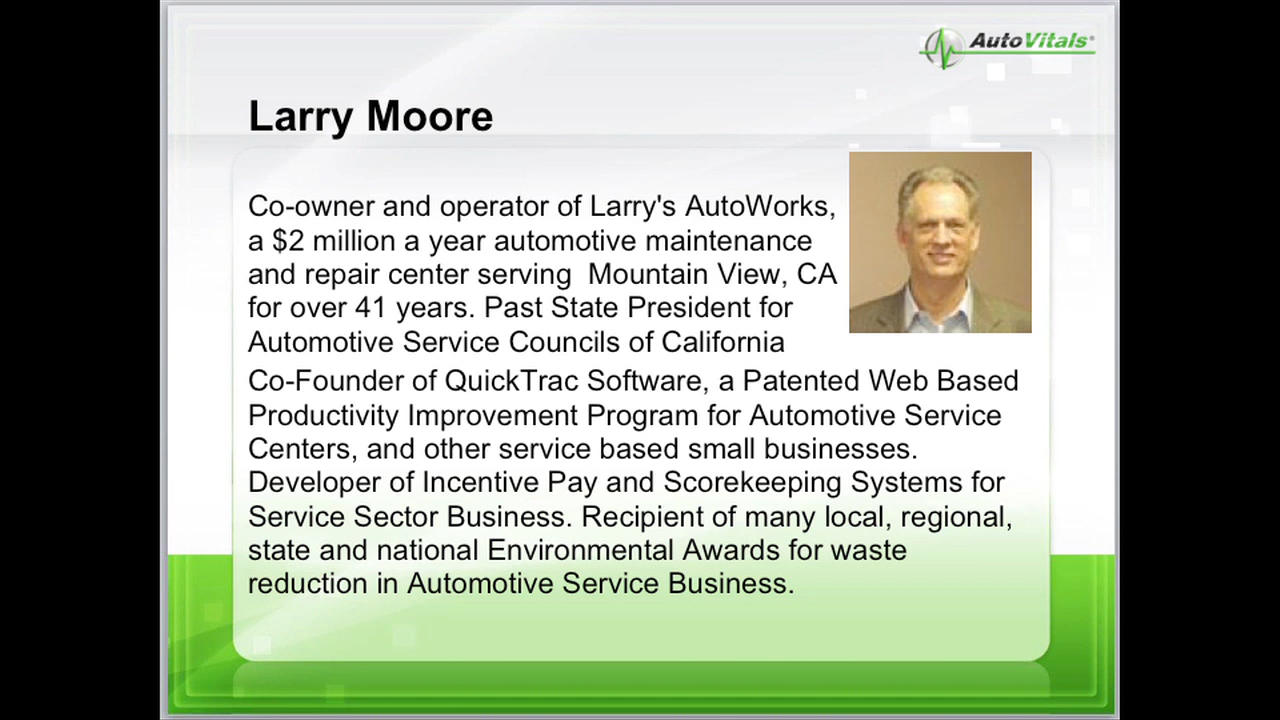 AutoVitals®
Larry Moore
Co-owner and operator of Larry's AutoWorks,
a $2 million a year automotive maintenance
and repair center serving  Mountain View, CA
for over 41 years. Past State President for
Automotive Service Councils of California
Co-Founder of QuickTrac Software, a Patented Web Based
Productivity Improvement Program for Automotive Service
Centers, and other service based small businesses.
Developer of Incentive Pay and Scorekeeping Systems for
Service Sector Business. Recipient of many local, regional,
state and national Environmental Awards for waste
reduction in Automotive Service Business.